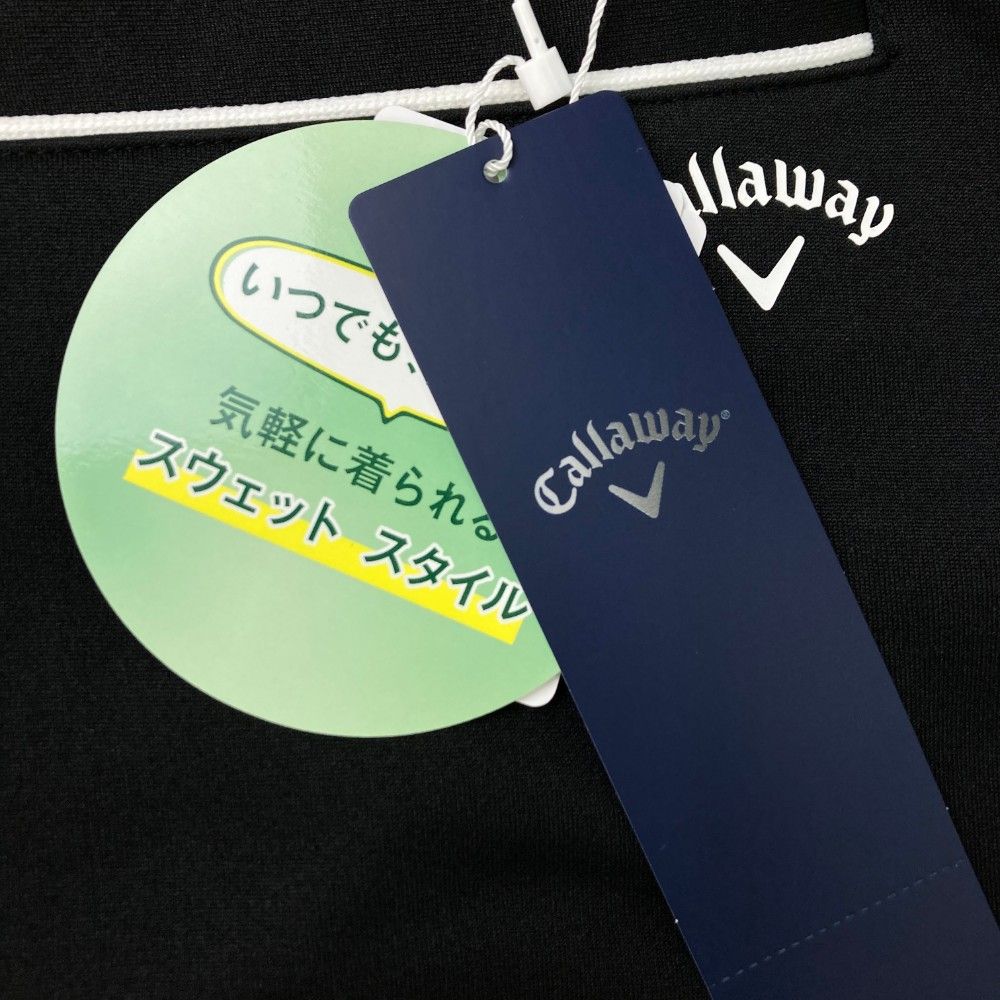 いつでも、
気軽に着られる
スウェット スタイル
Callaway®
allaway